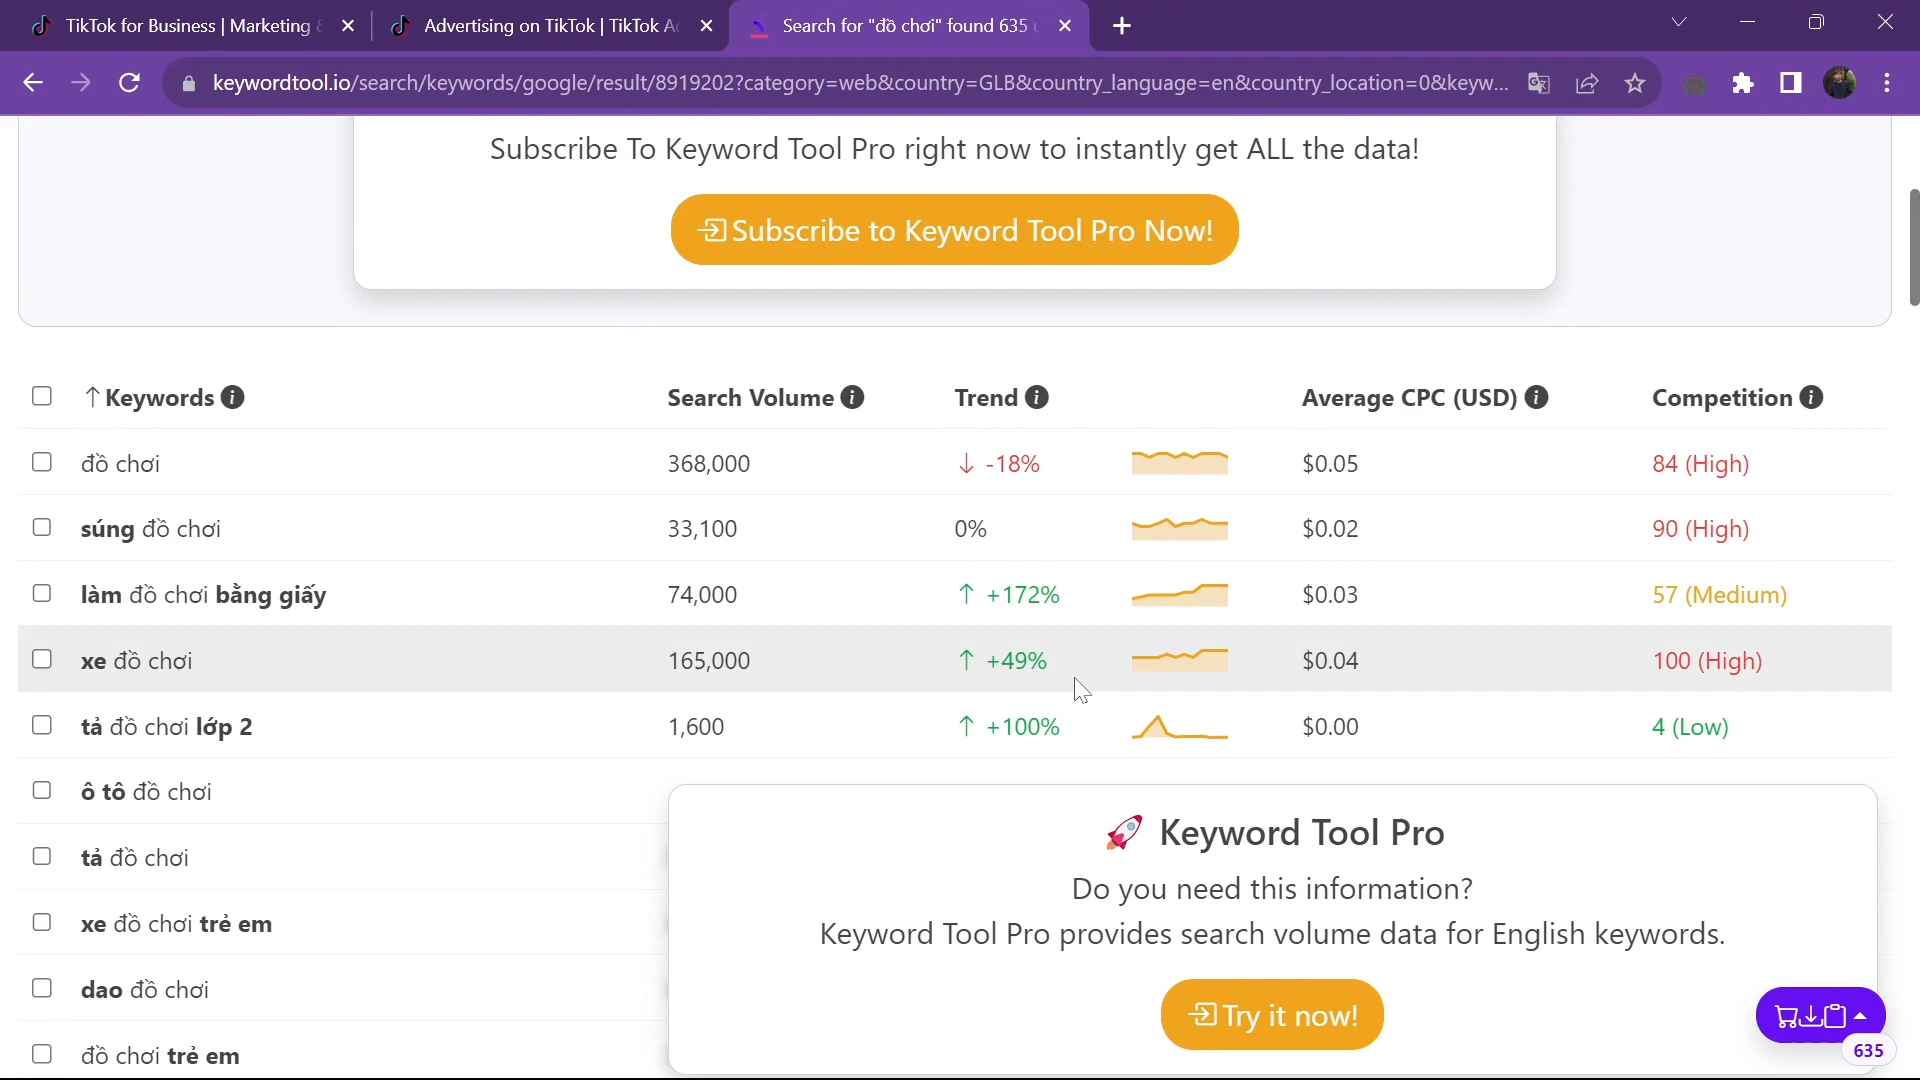 TikTok for Business | Marketing &
Advertising on TikTok | TikTok Ad
Search for "đồ chơi" found 635 u
keywordtool.io/search/keywords/google/result/8919202?category=web&country=GLB&country_language=en&country_location=0&keyw...
Subscribe To Keyword Tool Pro right now to instantly get ALL the data!
Subscribe to Keyword Tool Pro Now!
↑ Keywords Search Volume Trend Average CPC (USD) Competition
đồ chơi 368,000 ↓ -18% $0.05 84 (High)
súng đồ chơi 33,100 0% $0.02 90 (High)
làm đồ chơi bằng giấy 74,000 ↑ +172% $0.03 57 (Medium)
xe đồ chơi 165,000 ↑ +49% $0.04 100 (High)
tả đồ chơi lớp 2 1,600 ↑ +100% $0.00 4 (Low)
ô tô đồ chơi
tả đồ chơi
xe đồ chơi trẻ em
dao đồ chơi
đồ chơi trẻ em
🚀 Keyword Tool Pro
Do you need this information?
Keyword Tool Pro provides search volume data for English keywords.
Try it now!
635